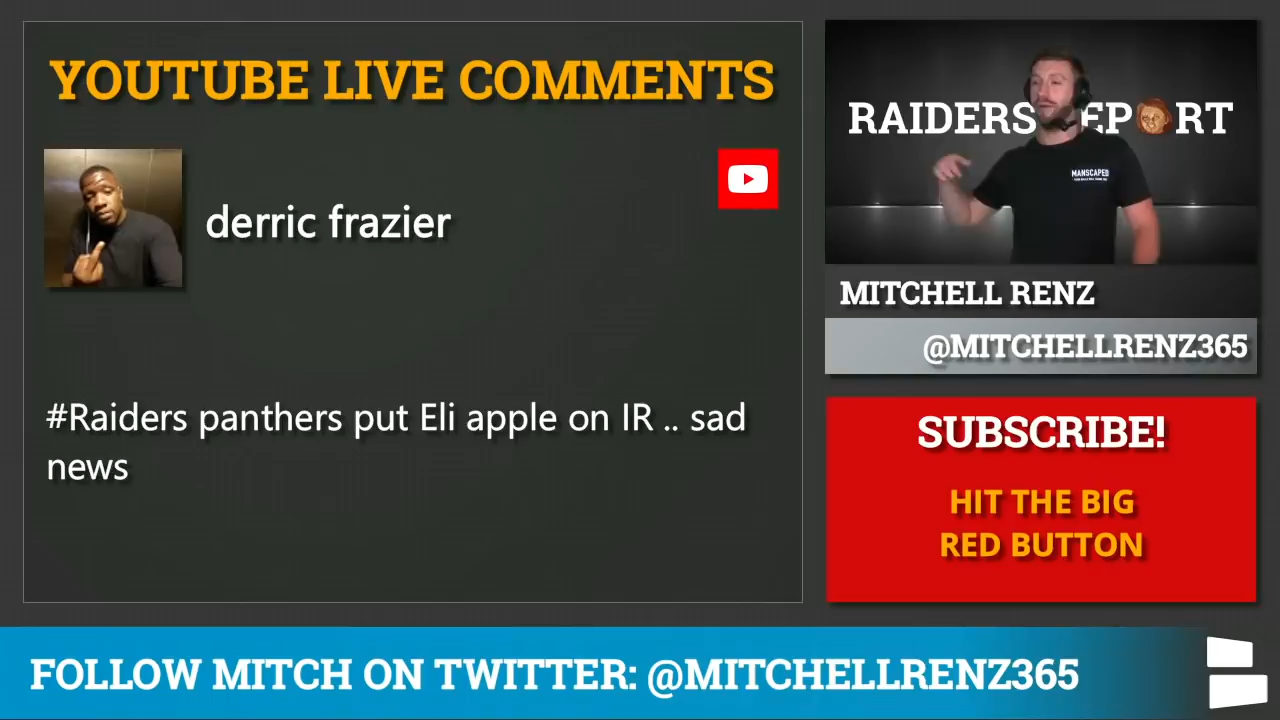 YOUTUBE LIVE COMMENTS
derric frazier
#Raiders panthers put Eli apple on IR .. sad
news
RAIDERS EP RT
MANSCAPED
MITCHELL RENZ
@MITCHELLRENZ365
SUBSCRIBE!
HIT THE BIG
RED BUTTON
FOLLOW MITCH ON TWITTER: @MITCHELLRENZ365